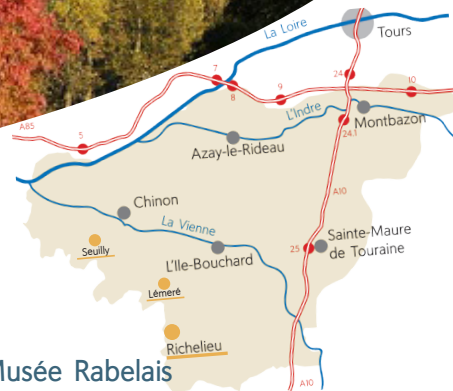 La Loire
Tours
7
24
8
9
10
A85
5
L'Indre
24.1
Montbazon
Azay-le-Rideau
A10
Chinon
La Vienne
Sainte-Maure
de Touraine
25
Seuilly
L'Ile-Bouchard
Lémeré
Richelieu
Musée Rabelais
A10